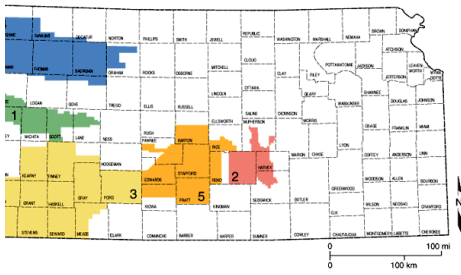 RAWLINS DECATUR NORTON PHILLIPS SMITH JEWELL REPUBLIC WASHINGTON MARSHALL NEMAHA BROWN DONIPHAN
THOMAS SHERIDAN GRAHAM ROOKS OSBORNE MITCHELL CLOUD CLAY RILEY POTTAWATOMIE JACKSON ATCHISON
JEFFERSON LEAVEN WORTH
LINCOLN OTTAWA
LOGAN GOVE TREGO ELLIS RUSSELL SALINE DICKINSON GEARY WABAUNSEE SHAWNEE DOUGLAS JOHNSON
1
ELLSWORTH McPHERSON MORRIS OSAGE FRANKLIN MIAMI
WICHITA SCOTT LANE NESS RUSH BARTON RICE
PAWNEE MARION CHASE LYON COFFEY ANDERSON LINN
HODGEMAN STAFFORD RENO HARVEY
KEARNY FINNEY EDWARDS 2 GREENWOOD WOODSON ALLEN BOURBON
GRAY FORD 3 PRATT 5 SEDGWICK BUTLER
GRANT HASKELL KIOWA KINGMAN ELK WILSON NEOSHO CRAWFORD
STEVENS SEWARD MEADE CLARK COMANCHE BARBER HARPER SUMNER COWLEY CHAUTAUQUA MONTGOMERY LABETTE CHEROKEE
N
0 100 mi
0 100 km